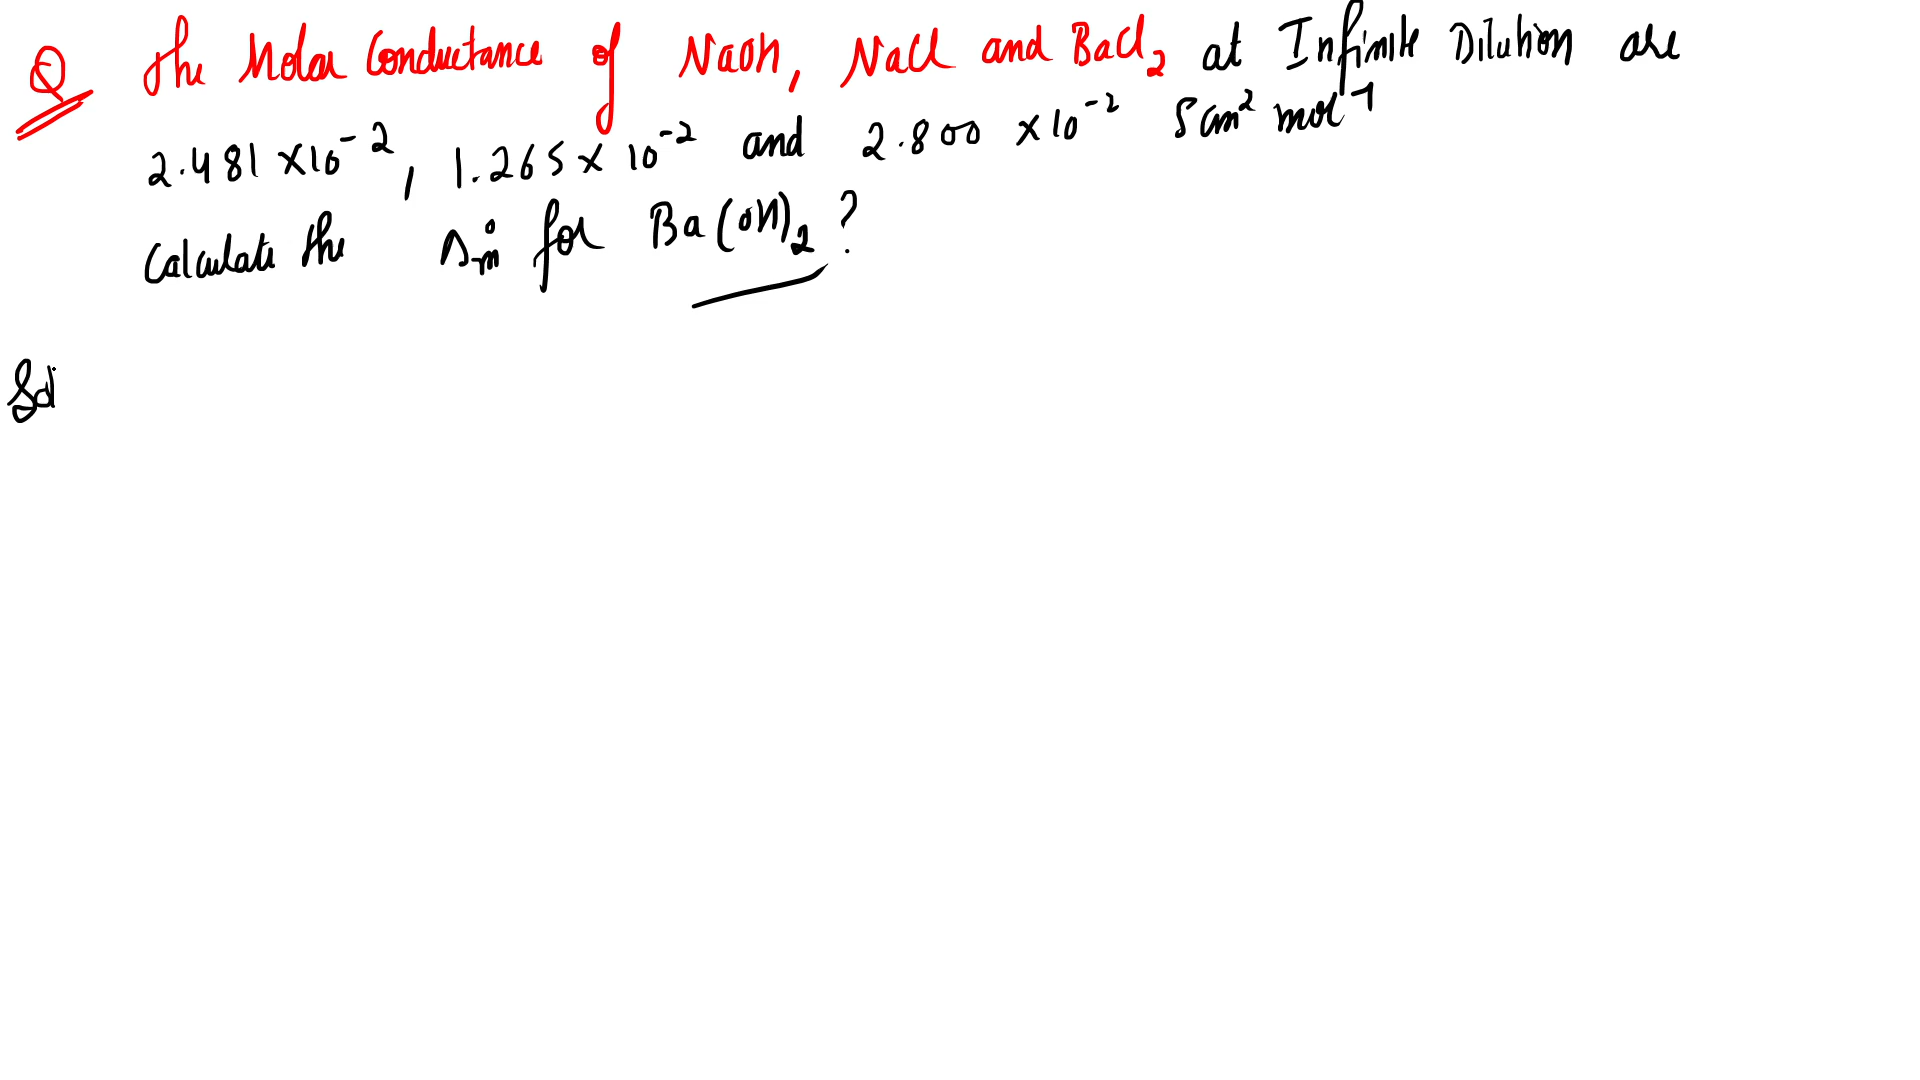 Q The Molar Conductance of NaOH, NaCl and BaCl₂ at Infinite Dilution are
2.481 ×10⁻², 1.265 × 10⁻² and 2.800 ×10⁻² S cm² mol⁻¹
Calculate the Λ°m for Ba(OH)₂ ?
Sol